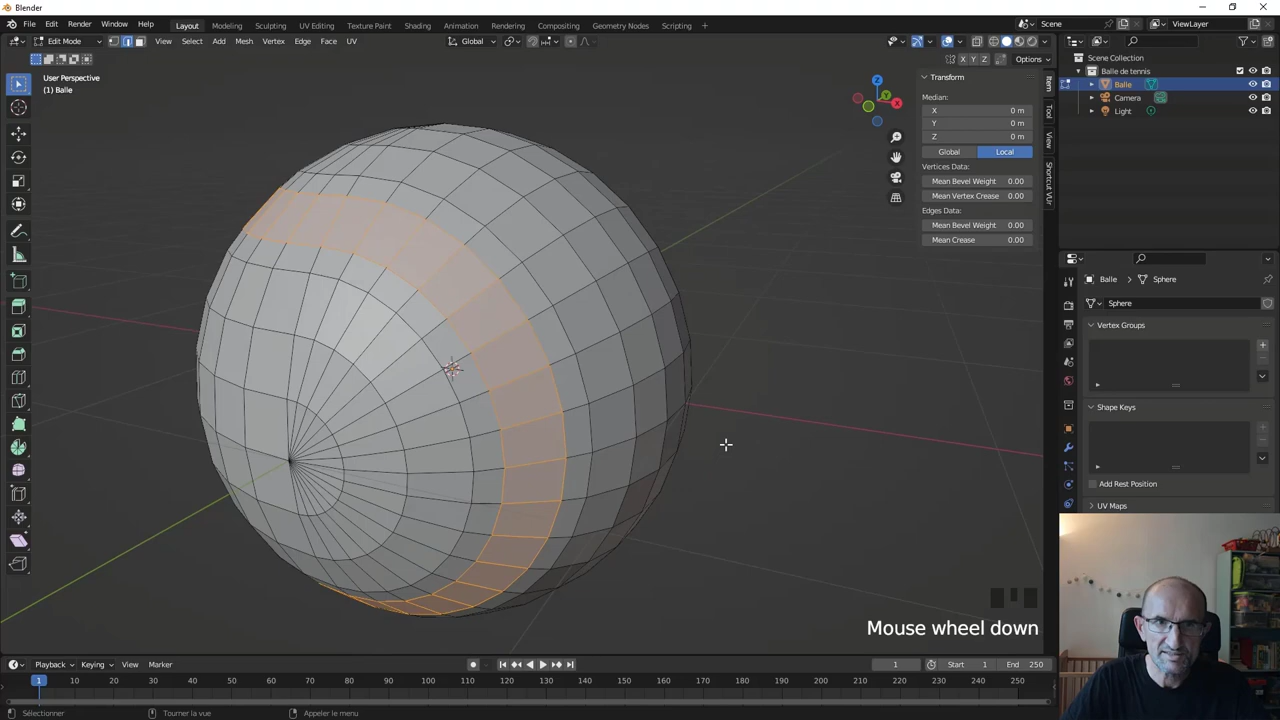 Blender
File Edit Render Window Help Layout Modeling Sculpting UV Editing Texture Paint Shading Animation Rendering Compositing Geometry Nodes Scripting + Scene ViewLayer
Edit Mode View Select Add Mesh Vertex Edge Face UV Global
X Y Z Options
User Perspective
(1) Balle
Z
Y
X
Transform
Median:
X 0 m
Y 0 m
Z 0 m
Global Local
Vertices Data:
Mean Bevel Weight 0.00
Mean Vertex Crease 0.00
Edges Data:
Mean Bevel Weight 0.00
Mean Crease 0.00
Item
Tool
View
Shortcut VUr
Scene Collection
Balle de tennis
Balle
Camera
Light
Balle Sphere
Sphere
Vertex Groups
Shape Keys
Add Rest Position
UV Maps
Mouse wheel down
Playback Keying View Marker 1 Start 1 End 250
1 10 20 30 40 50 60 70 80 90 100 110 120 130 140 150 160 170 180 190 200 210 220 230 240 250
Sélectionner Tourner la vue Appeler le menu